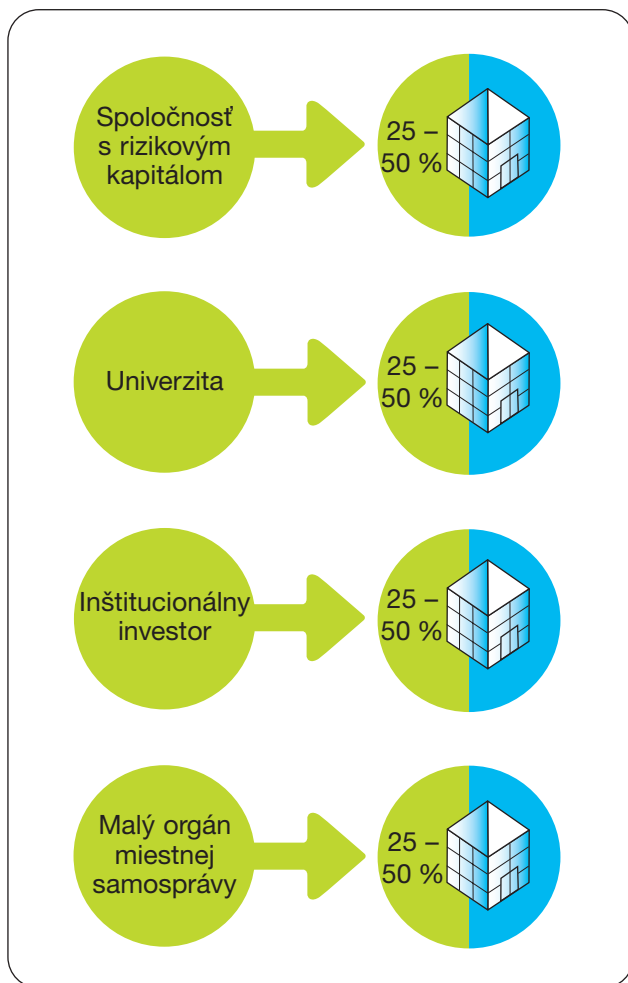 Spoločnosť
s rizikovým
kapitálom
25 –
50 %
Univerzita
25 –
50 %
Inštitucionálny
investor
25 –
50 %
Malý orgán
miestnej
samosprávy
25 –
50 %